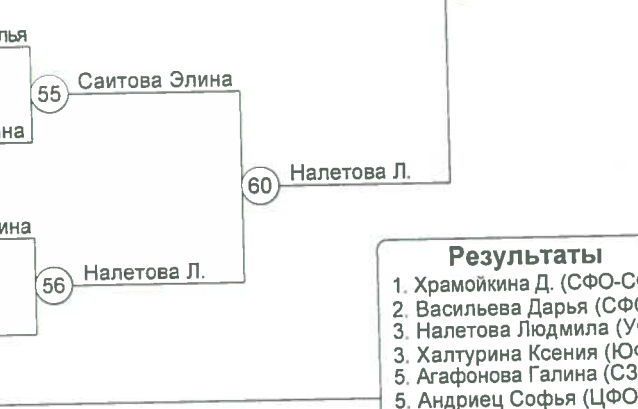 Саитова Элина
55
60
Налетова Л.
56
Налетова Л.
Результаты
1. Храмойкина Д.
2. Васильева Дарья
3. Налетова Людмила
3. Халтурина Ксения
5. Агафонова Галина
5. Андриец Софья (ЦФО